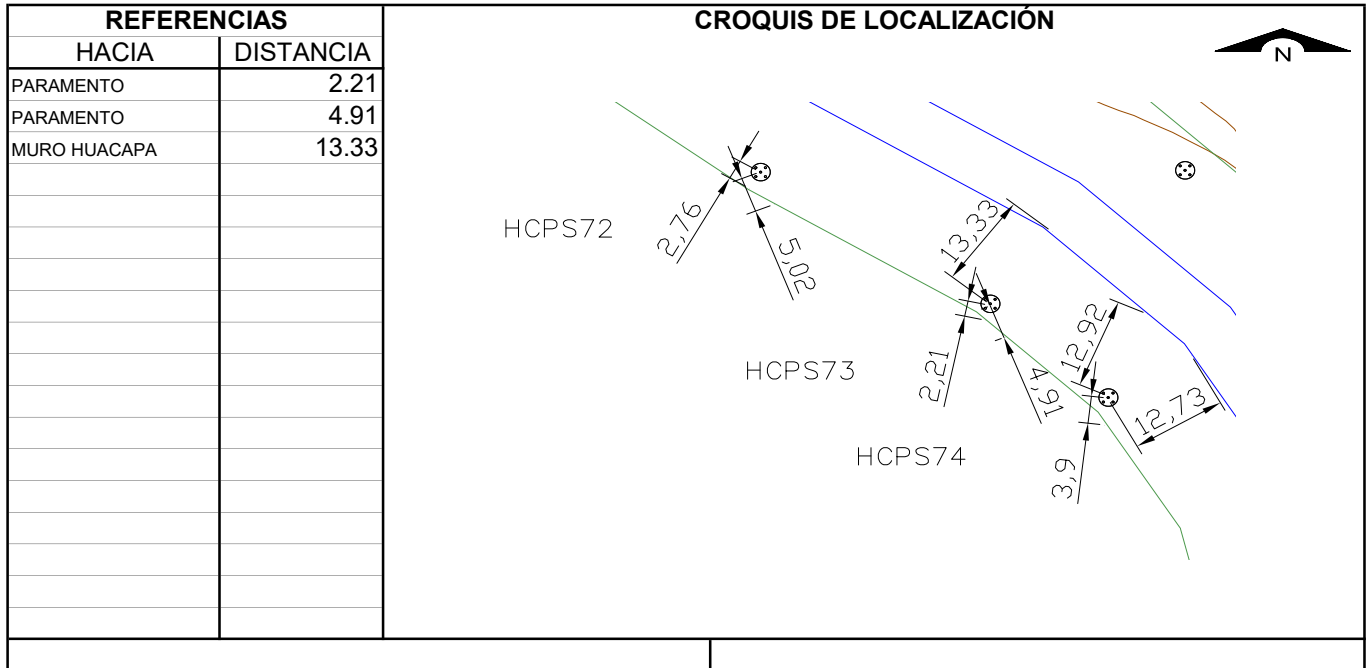 REFERENCIAS
HACIA DISTANCIA
PARAMENTO 2.21
PARAMENTO 4.91
MURO HUACAPA 13.33
CROQUIS DE LOCALIZACIÓN
N
HCPS72
2,76
5,02
13,33
HCPS73
2,21
4,91
12,92
12,73
HCPS74
3,9